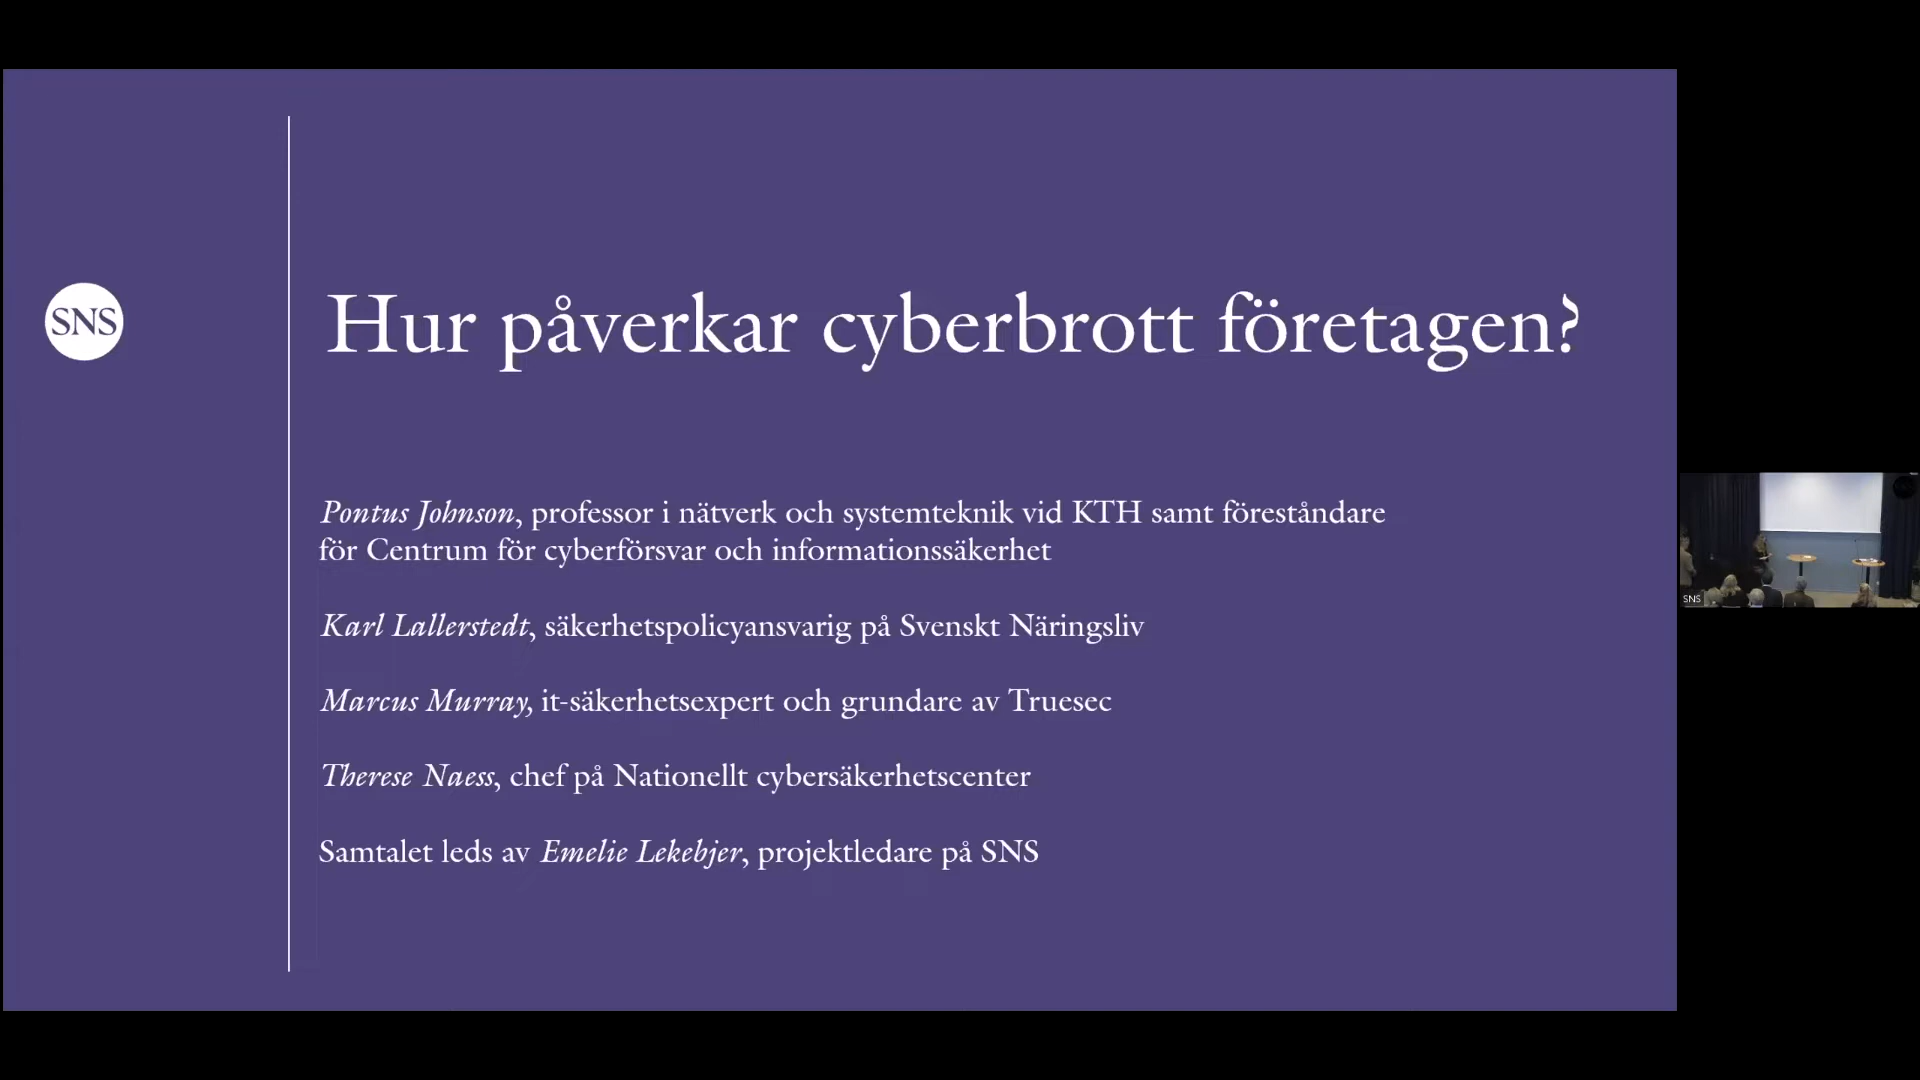 SNS
Hur påverkar cyberbrott företagen?
Pontus Johnson, professor i nätverk och systemteknik vid KTH samt föreståndare
för Centrum för cyberförsvar och informationssäkerhet
Karl Lallerstedt, säkerhetspolicyansvarig på Svenskt Näringsliv
Marcus Murray, it-säkerhetsexpert och grundare av Truesec
Therese Naess, chef på Nationellt cybersäkerhetscenter
Samtalet leds av Emelie Lekebjer, projektledare på SNS
SNS